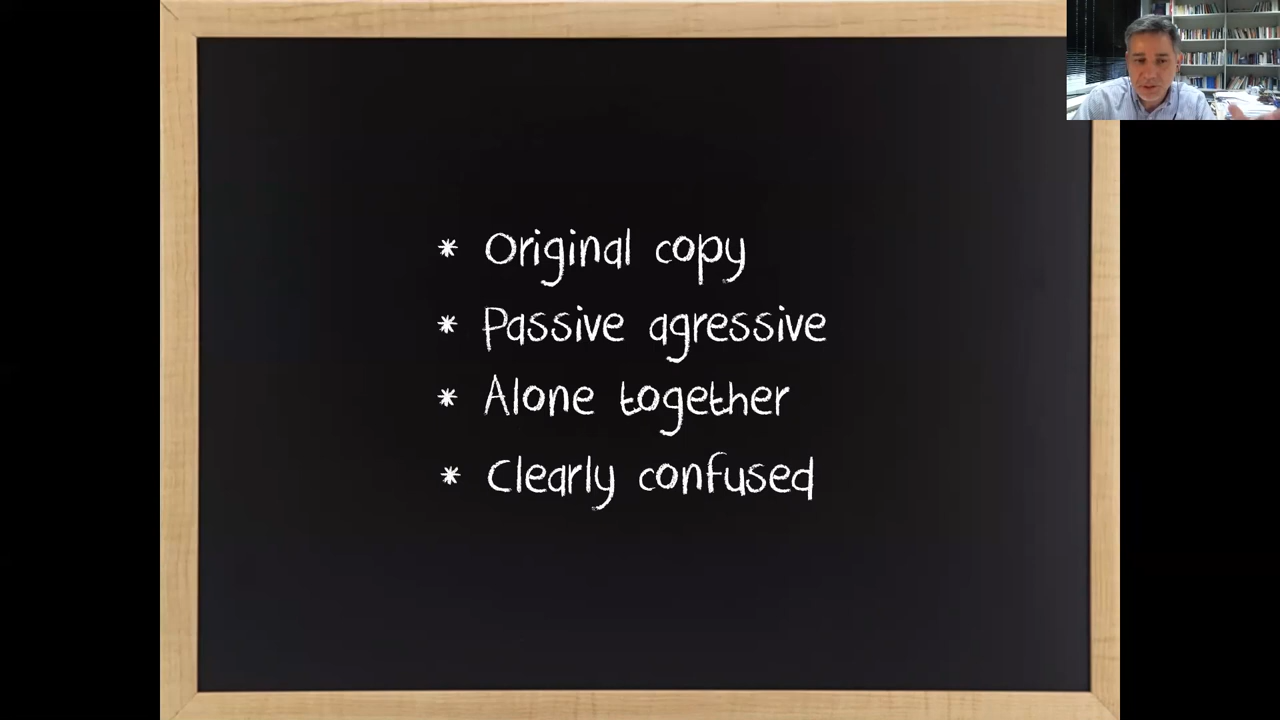 * Original copy
* Passive agressive
* Alone together
* Clearly confused